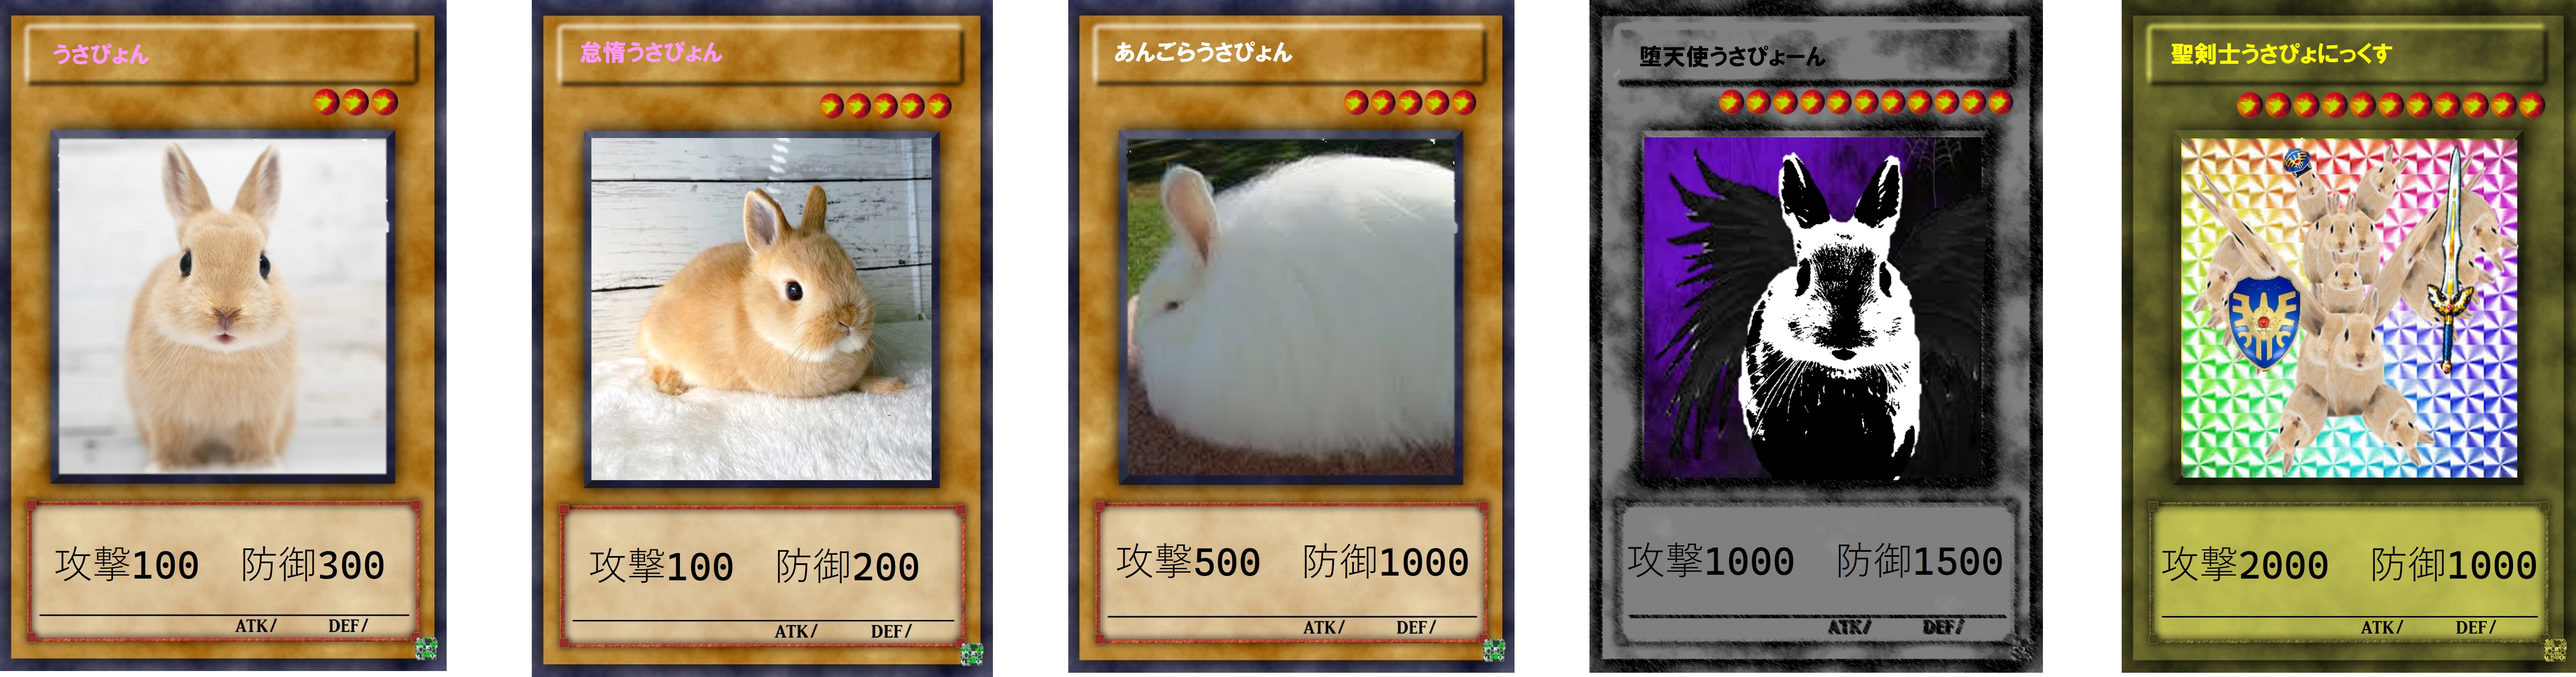 うさぴょん
攻撃100 防御300
ATK/ DEF/
怠惰うさぴょん
攻撃100 防御200
ATK/ DEF/
あんごらうさぴょん
攻撃500 防御1000
ATK/ DEF/
堕天使うさぴょーん
攻撃1000 防御1500
ATK/ DEF/
聖剣士うさぴょにっくす
攻撃2000 防御1000
ATK/ DEF/